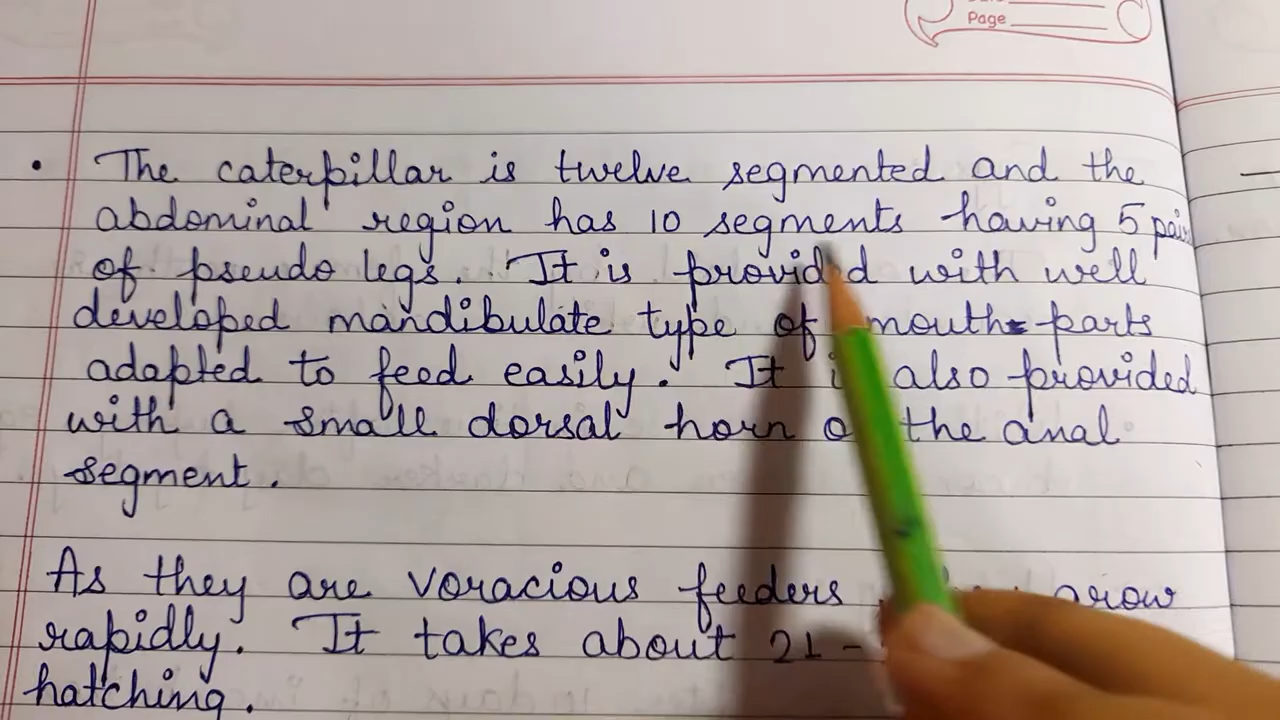 Page
• The caterpillar is twelve segmented and the
abdominal region has 10 segments having 5 pairs
of pseudo legs. It is provided with well
developed mandibulate type of mouth-parts
adapted to feed easily. It also provided
with a small dorsal horn the anal
segment.
As they are voracious feeders grow
rapidly. It takes about 21-
hatching.